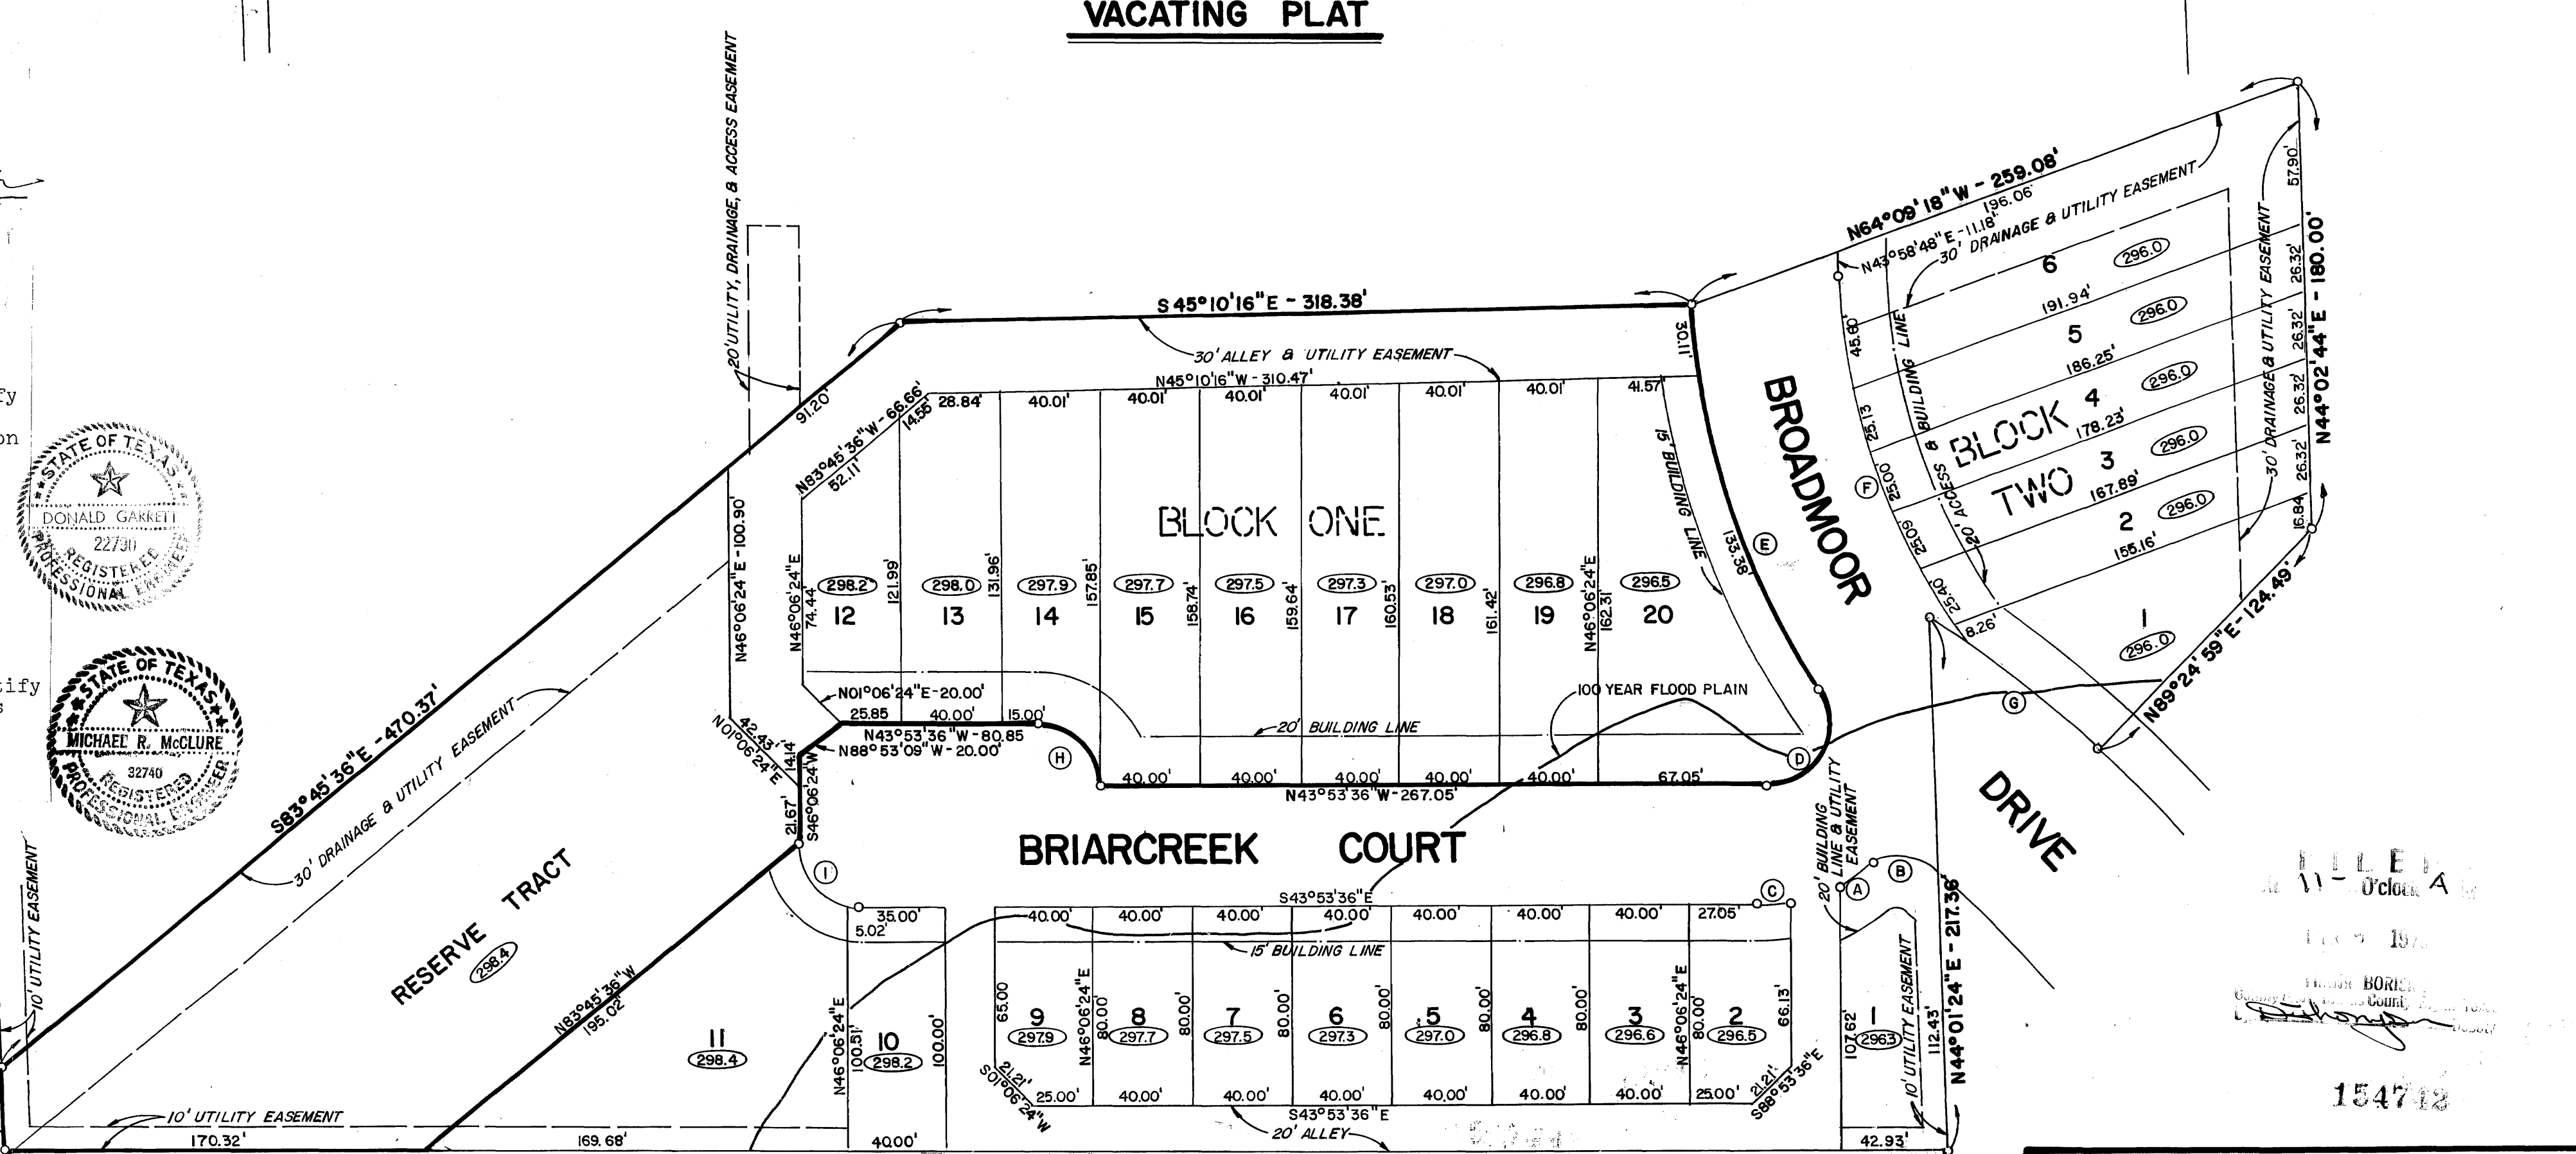 VACATING PLAT
20' UTILITY, DRAINAGE, & ACCESS EASEMENT
N64°09'18"W - 259.08'
196.06'
N43°58'48"E - 11.18'
30' DRAINAGE & UTILITY EASEMENT
57.90'
30' DRAINAGE & UTILITY EASEMENT
N44°02'44"E - 180.00'
26.32'
26.32'
26.32'
26.32'
16.84
6
296.0
191.94'
5
296.0
186.25'
4
296.0
178.23'
3
296.0
167.89'
2
296.0
155.16'
1
296.0
BLOCK
TWO
45.60'
25.13
25.00'
25.09'
25.40'
8.26'
F
20' ACCESS & BUILDING LINE
N89°24'59"E - 124.49'
G
BROADMOOR
DRIVE
S 45°10'16"E - 318.38'
30' ALLEY & UTILITY EASEMENT
N45°10'16"W - 310.47'
30.11'
91.20'
N83°45'36"W - 66.66'
14.55'
52.11'
28.84'
40.01'
40.01'
40.01'
40.01'
40.01'
40.01'
41.57'
15' BUILDING LINE
133.38'
E
BLOCK ONE
N46°06'24"E - 100.90'
N46°06'24"E
74.44'
298.2
12
121.99'
298.0
13
131.96'
297.9
14
157.85'
297.7
15
158.74'
297.5
16
159.64'
297.3
17
160.53'
297.0
18
161.42'
296.8
19
N46°06'24"E
162.31'
296.5
20
N01°06'24"E - 20.00'
25.85
40.00'
15.00'
N43°53'36"W - 80.85
N88°53'09"W - 20.00'
42.43'
N01°06'24"E
14.14
21.67'
S46°06'24"W
H
20' BUILDING LINE
100 YEAR FLOOD PLAIN
40.00'
40.00'
40.00'
40.00'
40.00'
67.05'
N43°53'36"W - 267.05'
D
BRIARCREEK COURT
I
20' BUILDING
LINE & UTILITY
EASEMENT
A
B
C
S83°45'36"E - 470.37'
30' DRAINAGE & UTILITY EASEMENT
RESERVE TRACT
298.4
N83°45'36"W
195.02'
10' UTILITY EASEMENT
10' UTILITY EASEMENT
170.32'
169.68'
40.00'
11
298.4
35.00'
5.02'
N46°06'24"E
100.51'
10
298.2
100.00'
S43°53'36"E
40.00'
40.00'
40.00'
40.00'
40.00'
40.00'
40.00'
27.05'
15' BUILDING LINE
65.00
9
297.9
N46°06'24"E
80.00'
8
297.7
80.00'
7
297.5
80.00'
6
297.3
80.00'
5
297.0
80.00'
4
296.8
80.00'
3
296.6
N46°06'24"E
80.00'
2
296.5
66.13'
21.21'
S01°06'24"W
25.00'
40.00'
40.00'
40.00'
40.00'
40.00'
40.00'
25.00'
21.21'
S88°53'36"E
S43°53'36"E
20' ALLEY
107.62'
1
296.3
10' UTILITY EASEMENT
112.43'
N44°01'24"E - 217.36'
42.93'
STATE OF TEXAS
DONALD GARRETT
22790
REGISTERED
PROFESSIONAL ENGINEER
STATE OF TEXAS
MICHAEL R. McCLURE
32740
REGISTERED
PROFESSIONAL ENGINEER
11 - O'clock A
154742